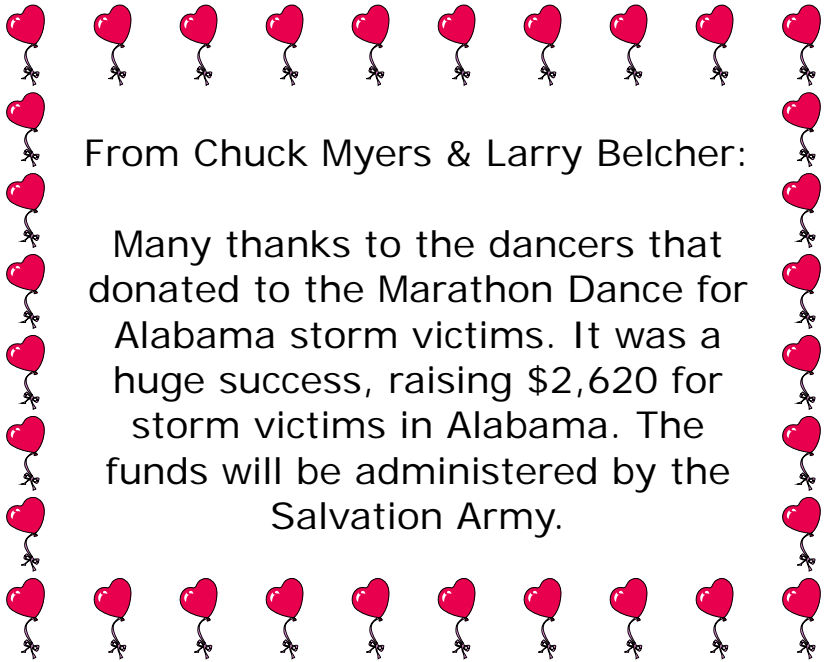 From Chuck Myers & Larry Belcher:
Many thanks to the dancers that
donated to the Marathon Dance for
Alabama storm victims. It was a
huge success, raising $2,620 for
storm victims in Alabama. The
funds will be administered by the
Salvation Army.